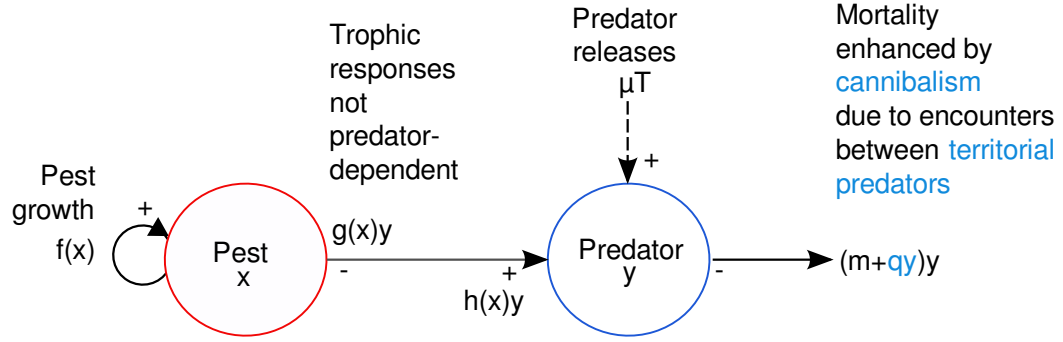 Trophic
responses
not
predator-
dependent
Predator
releases
μT
+
Mortality
enhanced by
cannibalism
due to encounters
between territorial
predators
Pest
growth
+
f(x)
Pest
x
g(x)y
-
+
h(x)y
Predator
y
-
(m+qy)y